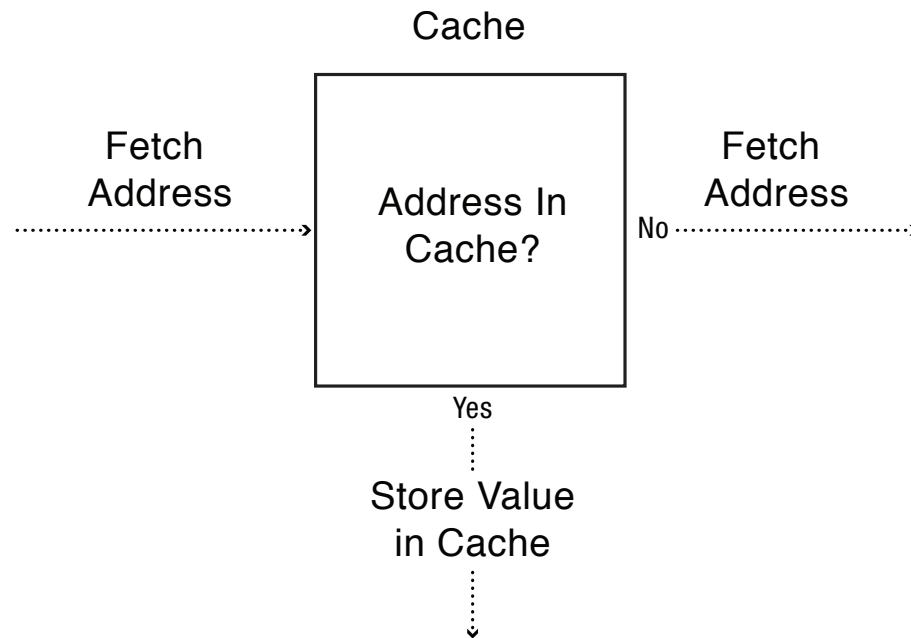 Cache
Fetch
Address
Address In
Cache?
No
Fetch
Address
Yes
Store Value
in Cache